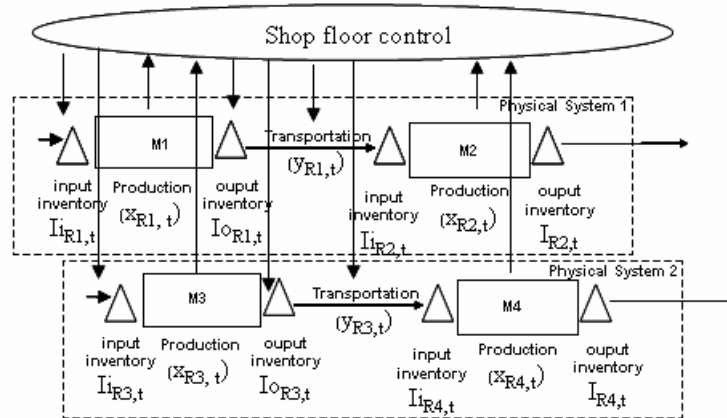 Shop floor control
Physical System 1
M1
Transportation
(yR1,t)
M2
input
inventory
IiR1,t
Production
(xR1, t)
ouput
inventory
IoR1,t
input
inventory
IiR2,t
Production
(xR2,t)
ouput
inventory
IR2,t
Physical System 2
M3
Transportation
(yR3,t)
M4
input
inventory
IiR3,t
Production
(xR3, t)
ouput
inventory
IoR3,t
input
inventory
IiR4,t
Production
(xR4,t)
ouput
inventory
IR4,t